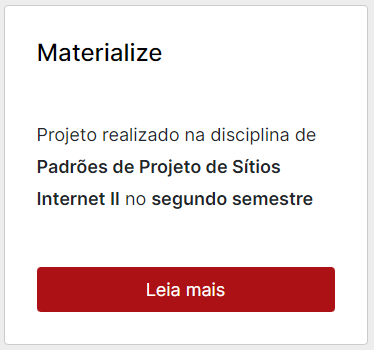 Materialize
Projeto realizado na disciplina de
Padrões de Projeto de Sítios
Internet II no segundo semestre
Leia mais